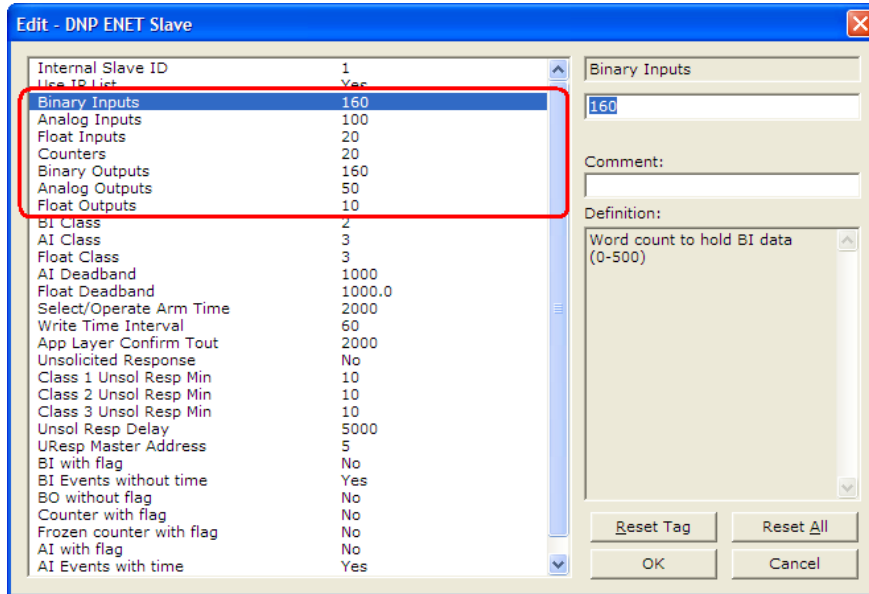 Edit - DNP ENET Slave
Internal Slave ID 1
Use IP List Yes
Binary Inputs 160
Analog Inputs 100
Float Inputs 20
Counters 20
Binary Outputs 160
Analog Outputs 50
Float Outputs 10
BI Class 2
AI Class 3
Float Class 3
AI Deadband 1000
Float Deadband 1000.0
Select/Operate Arm Time 2000
Write Time Interval 60
App Layer Confirm Tout 2000
Unsolicited Response No
Class 1 Unsol Resp Min 10
Class 2 Unsol Resp Min 10
Class 3 Unsol Resp Min 10
Unsol Resp Delay 5000
UResp Master Address 5
BI with flag No
BI Events without time Yes
BO without flag No
Counter with flag No
Frozen counter with flag No
AI with flag No
AI Events with time Yes
Binary Inputs
160
Comment:
Definition:
Word count to hold BI data
(0-500)
Reset Tag Reset All
OK Cancel